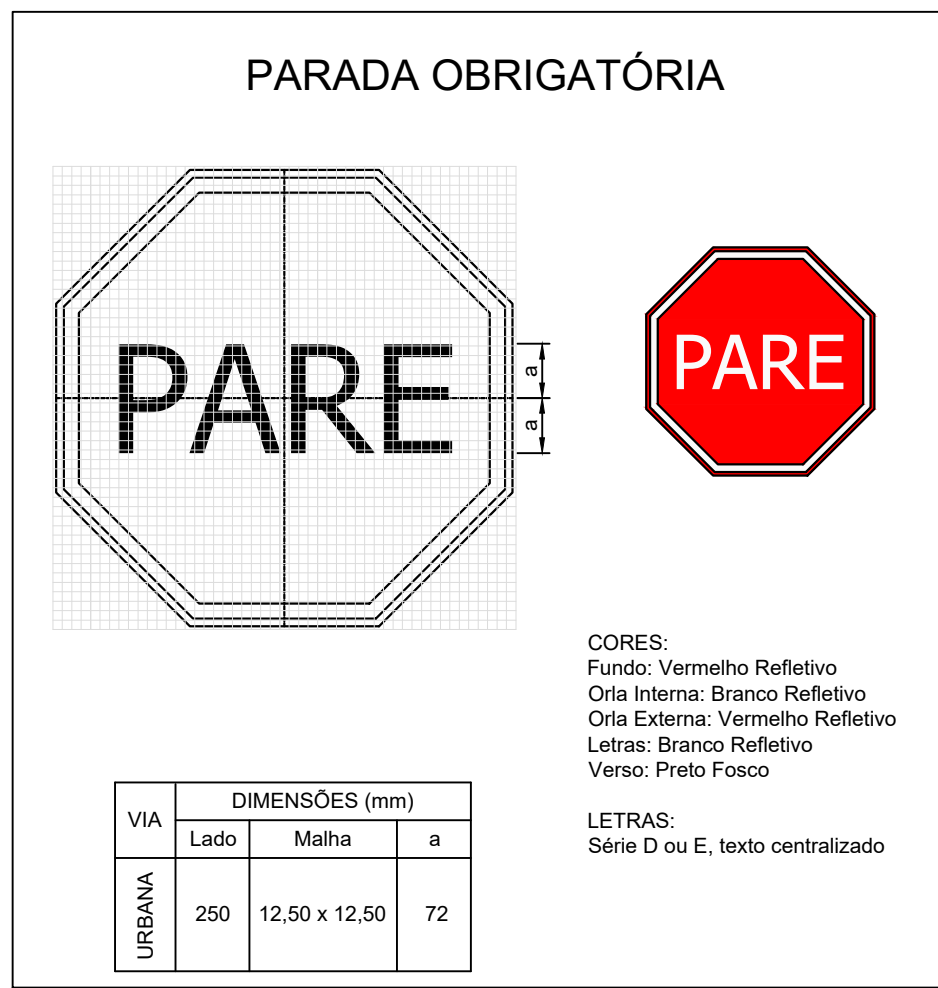 PARADA OBRIGATÓRIA
PARE
a
a
PARE
CORES:
Fundo: Vermelho Refletivo
Orla Interna: Branco Refletivo
Orla Externa: Vermelho Refletivo
Letras: Branco Refletivo
Verso: Preto Fosco
LETRAS:
Série D ou E, texto centralizado
VIA
DIMENSÕES (mm)
Lado Malha a
URBANA
250 12,50 x 12,50 72